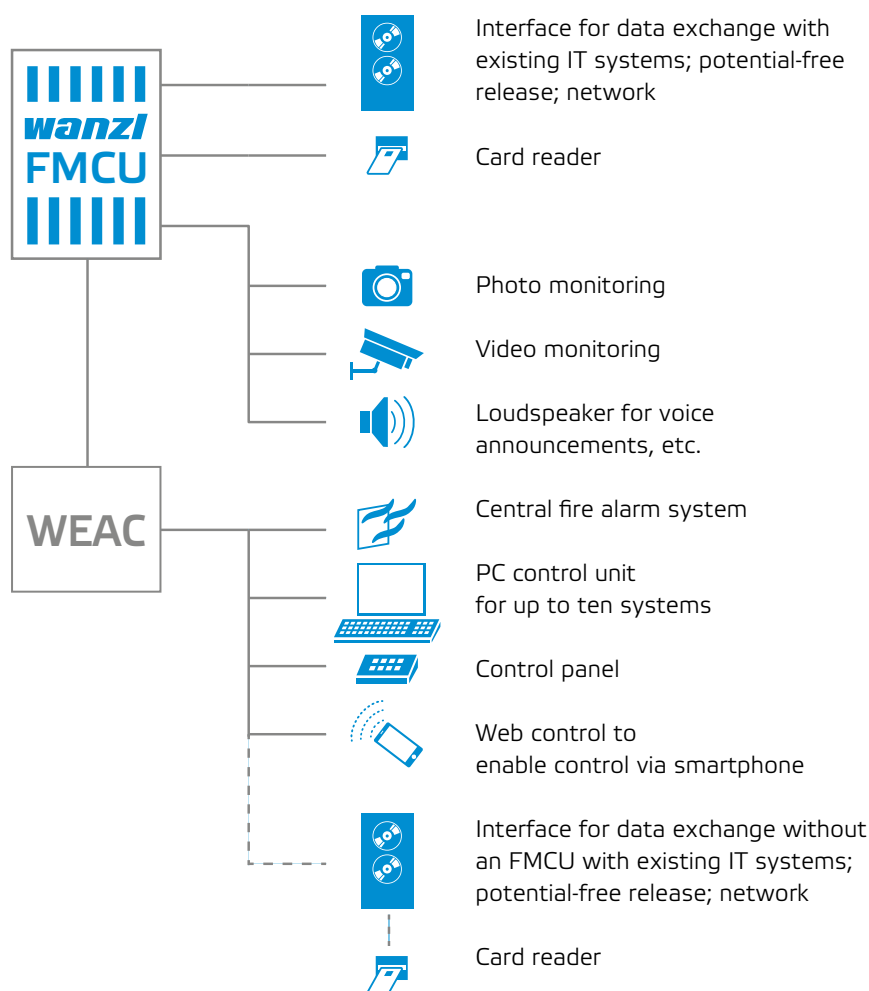 Interface for data exchange with
existing IT systems; potential-free
release; network
wanzl
FMCU
Card reader
Photo monitoring
Video monitoring
Loudspeaker for voice
announcements, etc.
WEAC
Central fire alarm system
PC control unit
for up to ten systems
Control panel
Web control to
enable control via smartphone
Interface for data exchange without
an FMCU with existing IT systems;
potential-free release; network
Card reader